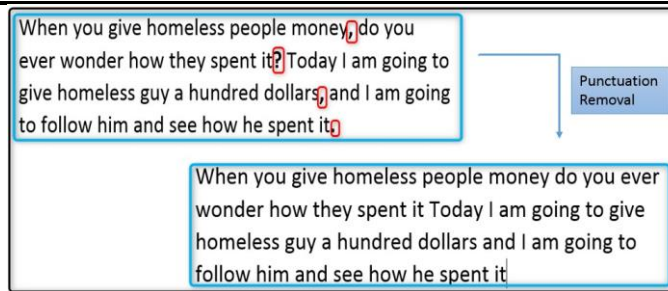 When you give homeless people money, do you
ever wonder how they spent it? Today I am going to
give homeless guy a hundred dollars, and I am going
to follow him and see how he spent it.
Punctuation
Removal
When you give homeless people money do you ever
wonder how they spent it Today I am going to give
homeless guy a hundred dollars and I am going to
follow him and see how he spent it